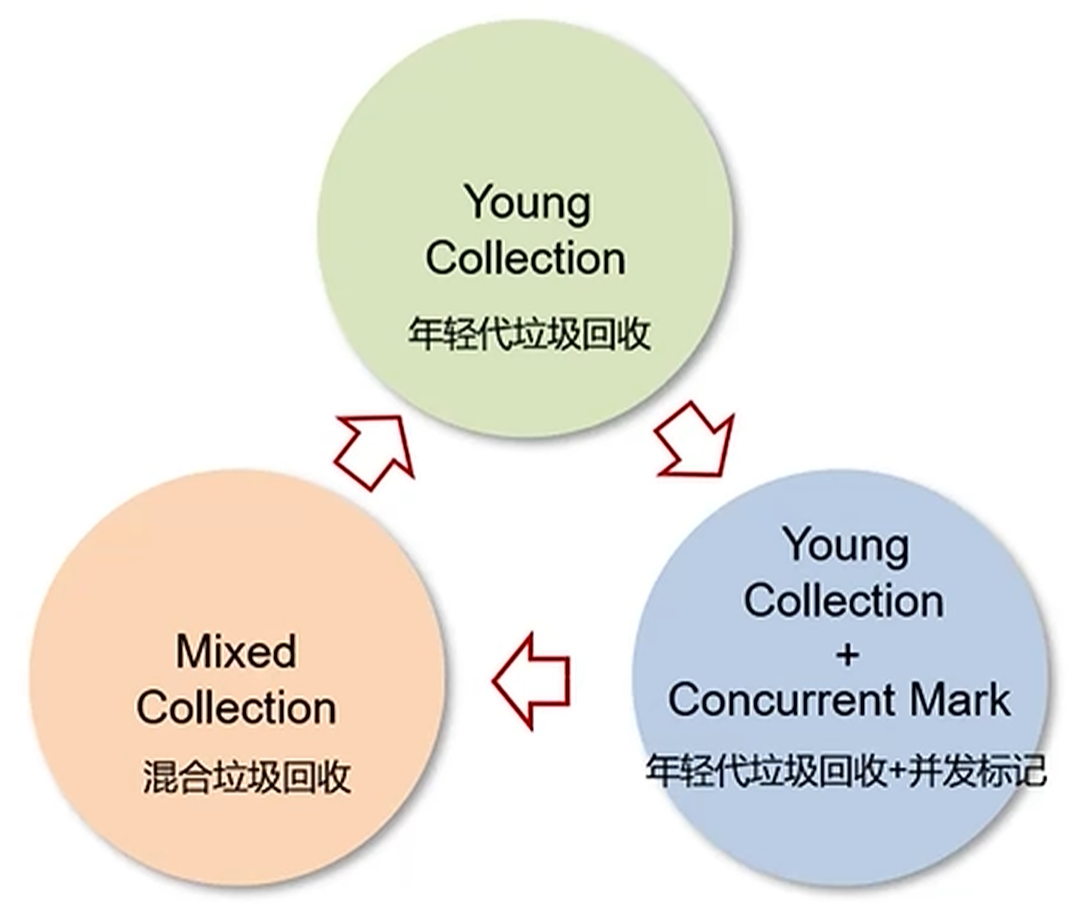 Young
Collection
年轻代垃圾回收
Young
Collection
+
Concurrent Mark
年轻代垃圾回收+并发标记
Mixed
Collection
混合垃圾回收